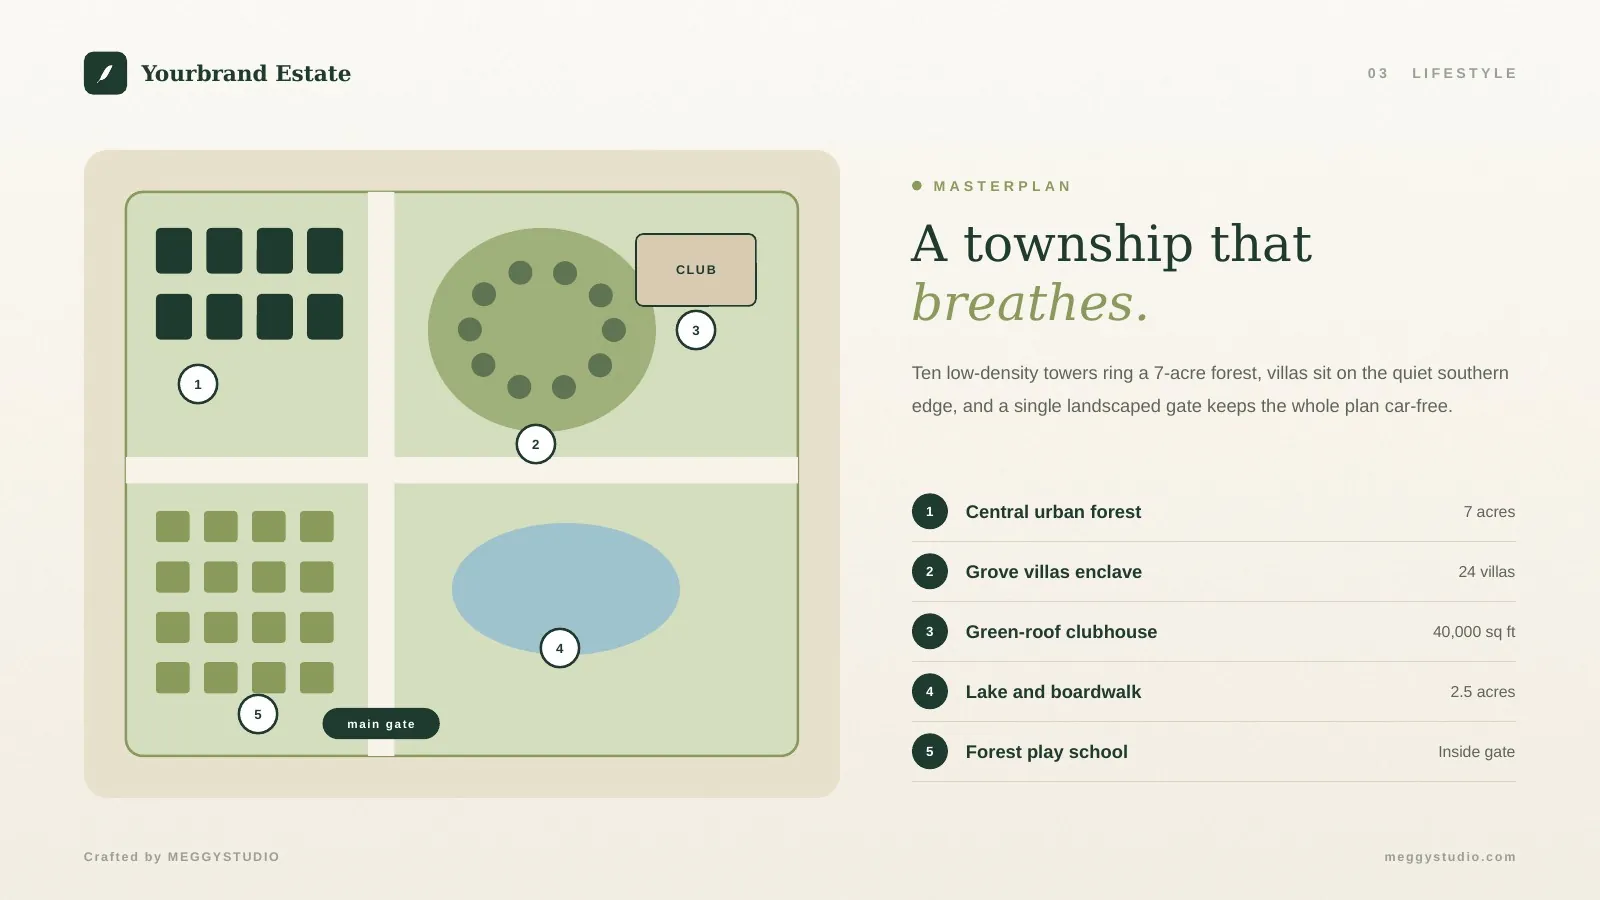 Yourbrand Estate
03 LIFESTYLE
CLUB
3
1
2
4
5
main gate
MASTERPLAN
A township that
breathes.
Ten low-density towers ring a 7-acre forest, villas sit on the quiet southern
edge, and a single landscaped gate keeps the whole plan car-free.
1 Central urban forest 7 acres
2 Grove villas enclave 24 villas
3 Green-roof clubhouse 40,000 sq ft
4 Lake and boardwalk 2.5 acres
5 Forest play school Inside gate
Crafted by MEGGYSTUDIO
meggystudio.com